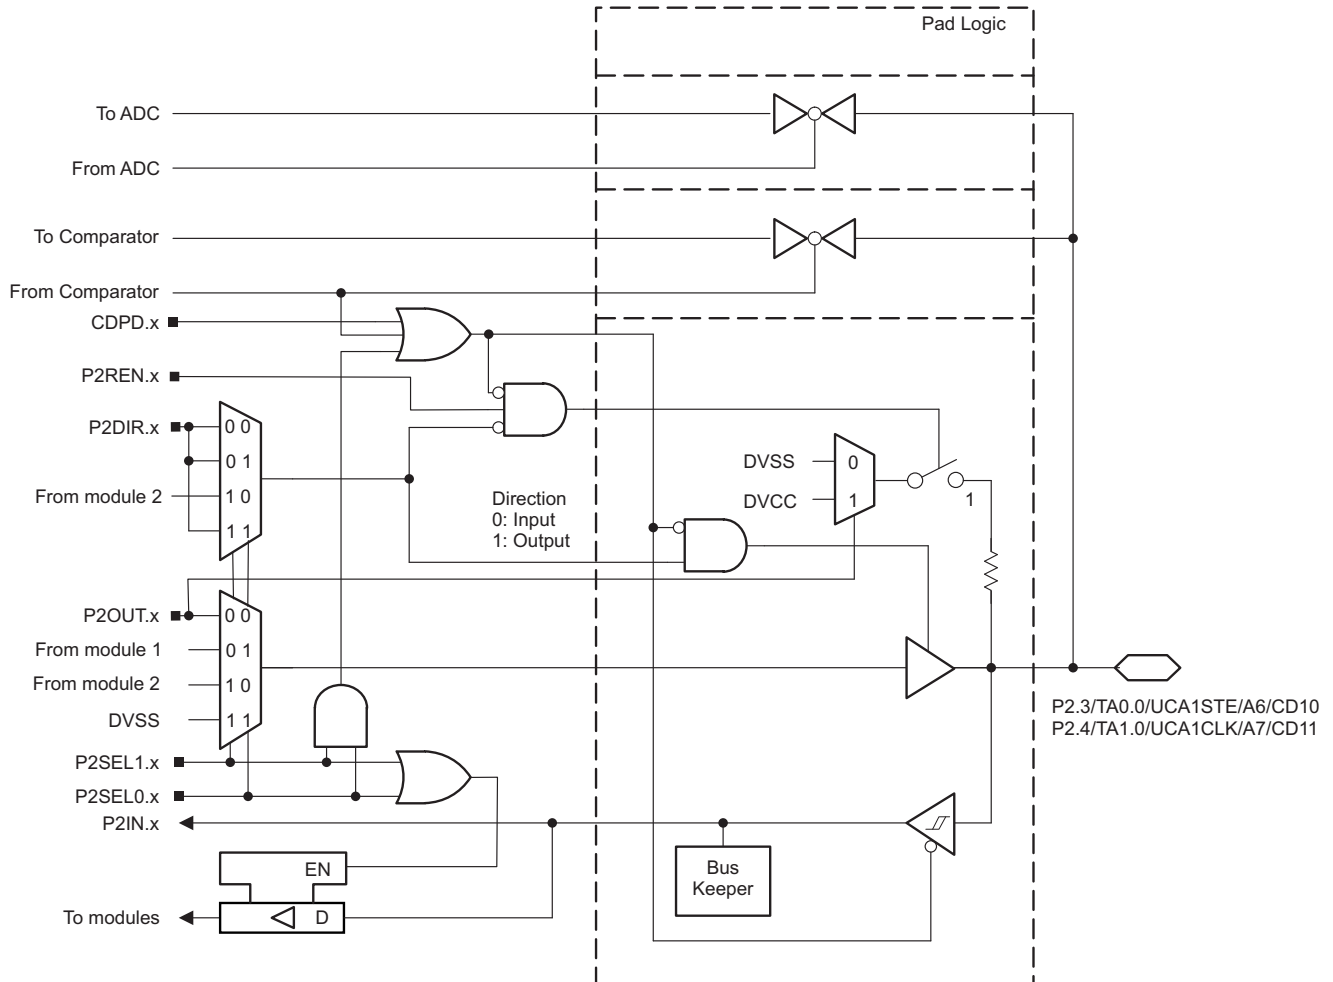 Pad Logic
To ADC
From ADC
To Comparator
From Comparator
CDPD.x
P2REN.x
P2DIR.x
0 0
0 1
From module 2
1 0
1 1
Direction
0: Input
1: Output
DVSS
0
DVCC
1
1
P2OUT.x
0 0
From module 1
0 1
From module 2
1 0
DVSS
1 1
P2.3/TA0.0/UCA1STE/A6/CD10
P2.4/TA1.0/UCA1CLK/A7/CD11
P2SEL1.x
P2SEL0.x
P2IN.x
Bus
Keeper
EN
To modules
D